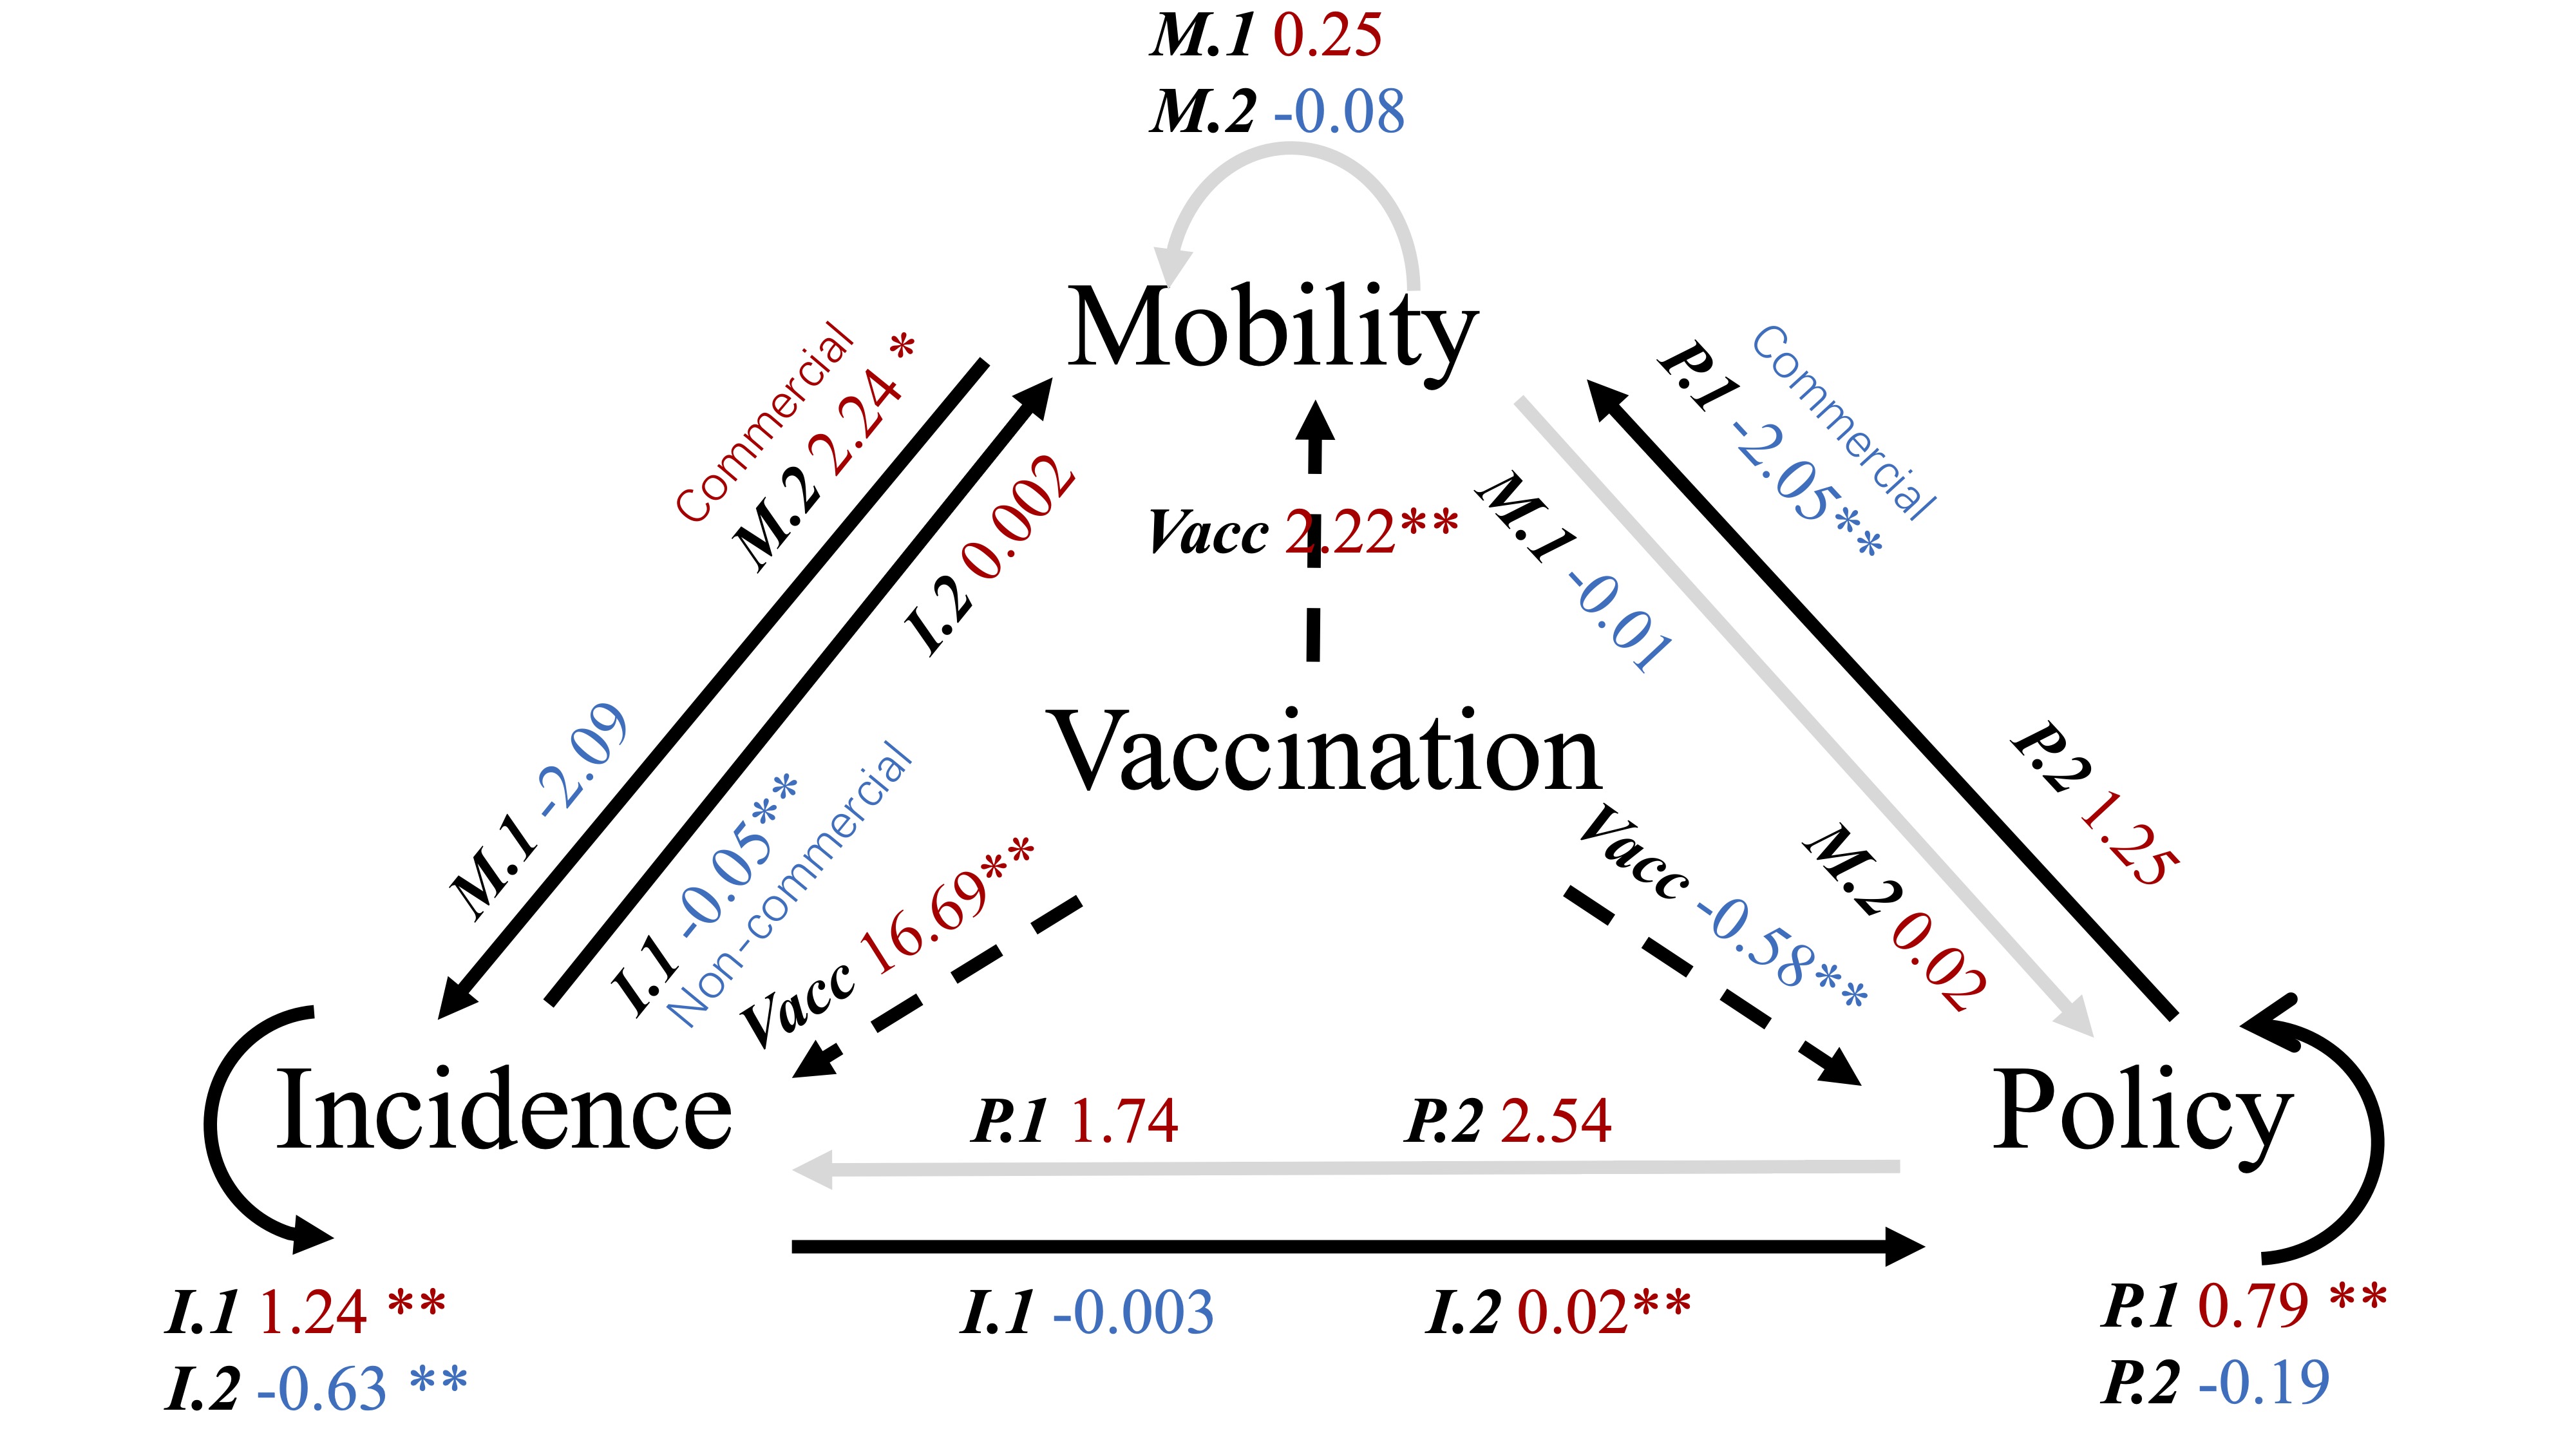 M.1 0.25
M.2 -0.08
Mobility
Commercial
M.2 2.24 *
I.2 0.002
M.1 -2.09
I.1 -0.05**
Non-commercial
Vacc 2.22**
Commercial
P.1 -2.05**
M.1 -0.01
P.2 1.25
M.2 0.02
Vaccination
Vacc 16.69**
Vacc -0.58**
Incidence
P.1 1.74
P.2 2.54
Policy
I.1 1.24 **
I.2 -0.63 **
I.1 -0.003
I.2 0.02**
P.1 0.79 **
P.2 -0.19